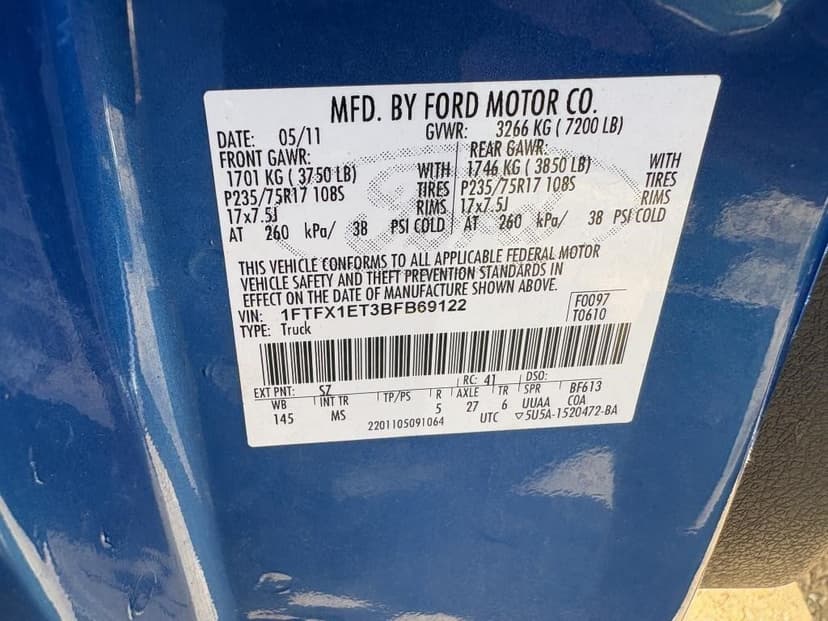 MFD. BY FORD MOTOR CO.
DATE: 05/11 GVWR: 3266 KG ( 7200 LB)
FRONT GAWR: REAR GAWR:
1701 KG ( 3750 LB) WITH 1746 KG ( 3850 LB) WITH
P235/75R17 108S TIRES P235/75R17 108S TIRES
17x7.5J RIMS 17x7.5J RIMS
AT 260 kPa/ 38 PSI COLD AT 260 kPa/ 38 PSI COLD
THIS VEHICLE CONFORMS TO ALL APPLICABLE FEDERAL MOTOR
VEHICLE SAFETY AND THEFT PREVENTION STANDARDS IN
EFFECT ON THE DATE OF MANUFACTURE SHOWN ABOVE.
VIN: 1FTFX1ET3BFB69122 F0097
TYPE: Truck T0610
EXT PNT: SZ RC: 41 DSO:
WB INT TR TP/PS R AXLE TR SPR BF613
145 MS 5 27 6 UUAA COA
2201105091064 UTC ▽5U5A-1520472-BA
Ford